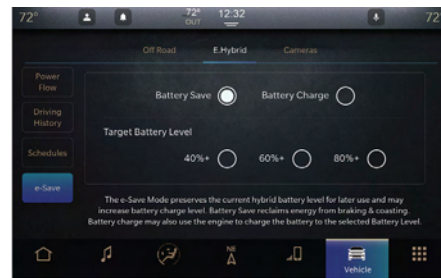 72° 72° OUT 12:32 72
Off Road E.Hybrid Cameras
Power
Flow
Battery Save Battery Charge
Driving
History
Target Battery Level
Schedules
40%+ 60%+ 80%+
e-Save
The e-Save Mode preserves the current hybrid battery level for later use and may
increase battery charge level. Battery Save reclaims energy from braking & coasting.
Battery charge may also use the engine to charge the battery to the selected Battery Level.
NE
A
Vehicle